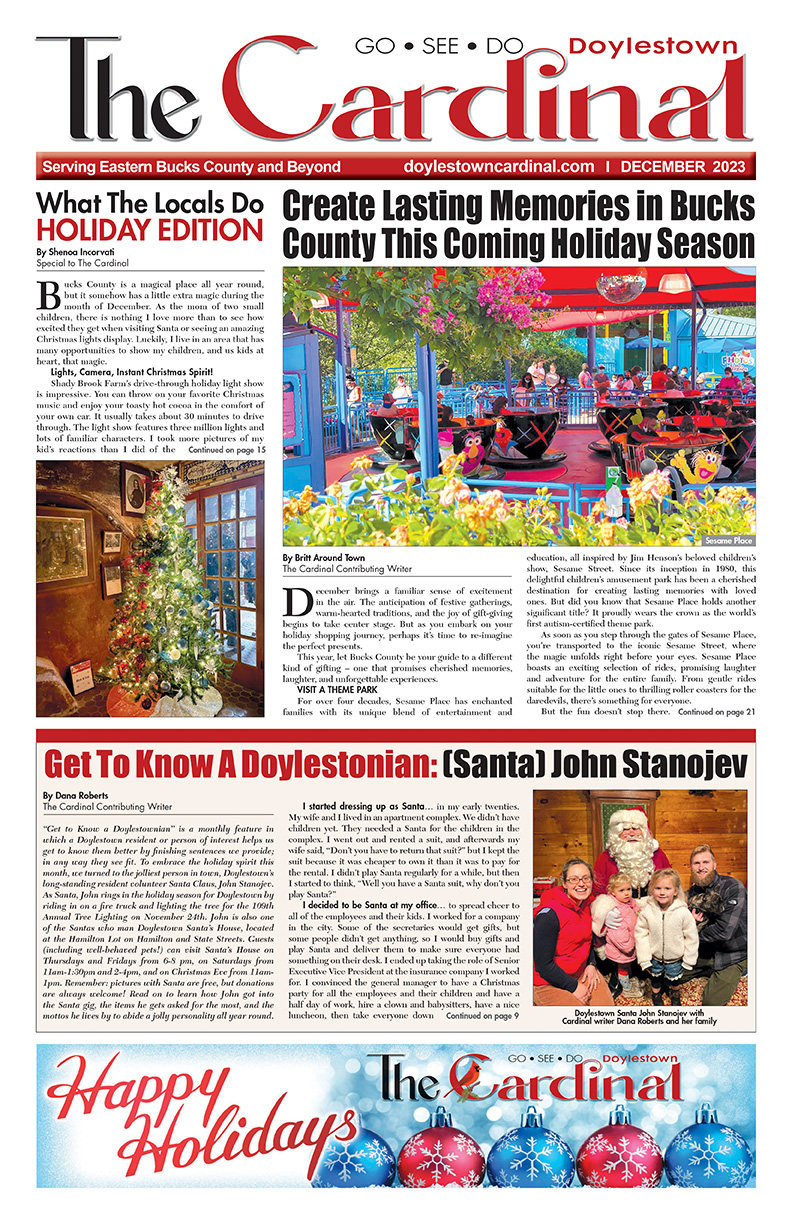 GO • SEE • DO Doylestown
The Cardinal
Serving Eastern Bucks County and Beyond doylestowncardinal.com I DECEMBER 2023
What The Locals Do
HOLIDAY EDITION
By Shenoa Incorvati
Special to The Cardinal
Bucks County is a magical place all year round,
but it somehow has a little extra magic during the
month of December. As the mom of two small
children, there is nothing I love more than to see how
excited they get when visiting Santa or seeing an amazing
Christmas lights display. Luckily, I live in an area that has
many opportunities to show my children, and us kids at
heart, that magic.
Lights, Camera, Instant Christmas Spirit!
Shady Brook Farm's drive-through holiday light show
is impressive. You can throw on your favorite Christmas
music and enjoy your toasty hot cocoa in the comfort of
your own car. It usually takes about 30 minutes to drive
through. The light show features three million lights and
lots of familiar characters. I took more pictures of my
kid's reactions than I did of the Continued on page 15
Create Lasting Memories in Bucks
County This Coming Holiday Season
PHOTOS
Sesame Place
By Britt Around Town
The Cardinal Contributing Writer
December brings a familiar sense of excitement
in the air. The anticipation of festive gatherings,
warm-hearted traditions, and the joy of gift-giving
begins to take center stage. But as you embark on your
holiday shopping journey, perhaps it's time to re-imagine
the perfect presents.
This year, let Bucks County be your guide to a different
kind of gifting – one that promises cherished memories,
laughter, and unforgettable experiences.
VISIT A THEME PARK
For over four decades, Sesame Place has enchanted
families with its unique blend of entertainment and
education, all inspired by Jim Henson's beloved children's
show, Sesame Street. Since its inception in 1980, this
delightful children's amusement park has been a cherished
destination for creating lasting memories with loved
ones. But did you know that Sesame Place holds another
significant title? It proudly wears the crown as the world's
first autism-certified theme park.
As soon as you step through the gates of Sesame Place,
you're transported to the iconic Sesame Street, where
the magic unfolds right before your eyes. Sesame Place
boasts an exciting selection of rides, promising laughter
and adventure for the entire family. From gentle rides
suitable for the little ones to thrilling roller coasters for the
daredevils, there's something for everyone.
But the fun doesn't stop there. Continued on page 21
Get To Know A Doylestonian: (Santa) John Stanojev
By Dana Roberts
The Cardinal Contributing Writer
"Get to Know a Doylestownian" is a monthly feature in
which a Doylestown resident or person of interest helps us
get to know them better by finishing sentences we provide;
in any way they see fit. To embrace the holiday spirit this
month, we turned to the jolliest person in town, Doylestown's
long-standing resident volunteer Santa Claus, John Stanojev.
As Santa, John rings in the holiday season for Doylestown by
riding in on a fire truck and lighting the tree for the 109th
Annual Tree Lighting on November 24th. John is also one
of the Santas who man Doylestown Santa's House, located
at the Hamilton Lot on Hamilton and State Streets. Guests
(including well-behaved pets!) can visit Santa's House on
Thursdays and Fridays from 6-8 pm, on Saturdays from
11am-1:30pm and 2-4pm, and on Christmas Eve from 11am-
1pm. Remember: pictures with Santa are free, but donations
are always welcome! Read on to learn how John got into
the Santa gig, the items he gets asked for the most, and the
mottos he lives by to abide a jolly personality all year round.
I started dressing up as Santa… in my early twenties.
My wife and I lived in an apartment complex. We didn't have
children yet. They needed a Santa for the children in the
complex. I went out and rented a suit, and afterwards my
wife said, "Don't you have to return that suit?" but I kept the
suit because it was cheaper to own it than it was to pay for
the rental. I didn't play Santa regularly for a while, but then
I started to think, "Well you have a Santa suit, why don't you
play Santa?"
I decided to be Santa at my office… to spread cheer to
all of the employees and their kids. I worked for a company
in the city. Some of the secretaries would get gifts, but
some people didn't get anything, so I would buy gifts and
play Santa and deliver them to make sure everyone had
something on their desk. I ended up taking the role of Senior
Executive Vice President at the insurance company I worked
for. I convinced the general manager to have a Christmas
party for all the employees and their children and have a
half day of work, hire a clown and babysitters, have a nice
luncheon, then take everyone down Continued on page 9
Doylestown Santa John Stanojev with
Cardinal writer Dana Roberts and her family
Happy
Holidays
GO • SEE • DO Doylestown
The Cardinal